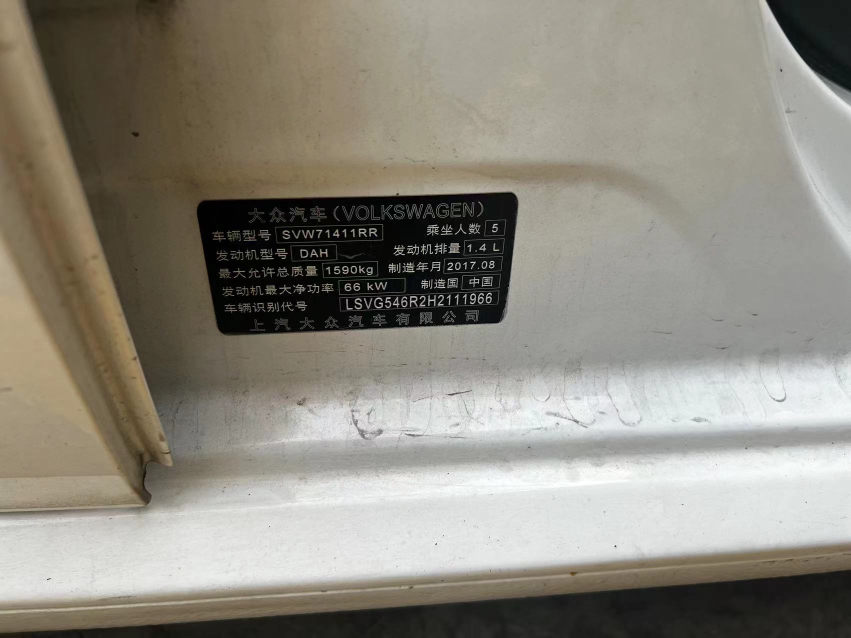 大众汽车(VOLKSWAGEN)
车辆型号 SVW71411RR 乘坐人数 5
发动机型号 DAH 发动机排量 1.4 L
最大允许总质量 1590kg 制造年月 2017.08
发动机最大净功率 66 kW 制造国 中国
车辆识别代号 LSVG546R2H2111966
上汽大众汽车有限公司